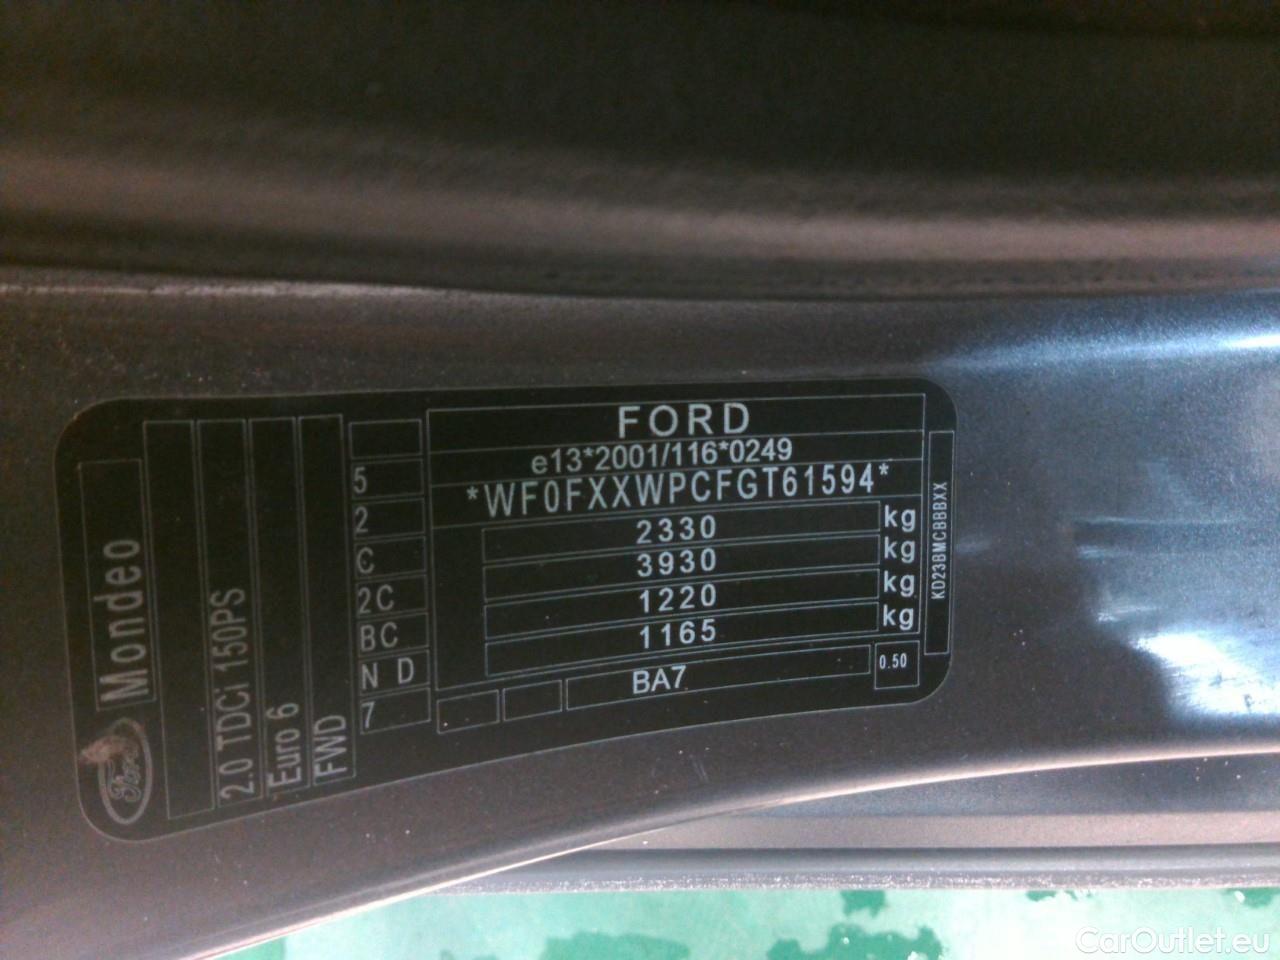 FORD
e13*2001/116*0249
*WF0FXXWPCFGT61594*
2330 kg
3930 kg
1220 kg
1165 kg
BA7
0.50
KD23BMCBBBXX
5
2
C
2C
BC
N D
7
Ford
Mondeo
2.0 TDCi 150PS
Euro 6
FWD
CarOutlet.eu